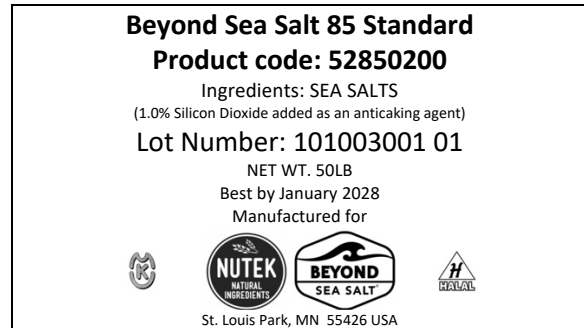 Beyond Sea Salt 85 Standard
Product code: 52850200
Ingredients: SEA SALTS
(1.0% Silicon Dioxide added as an anticaking agent)
Lot Number: 101003001 01
NET WT. 50LB
Best by January 2028
Manufactured for
K
NUTEK
NATURAL
INGREDIENTS
BEYOND
SEA SALT
H
HALAL
St. Louis Park, MN 55426 USA